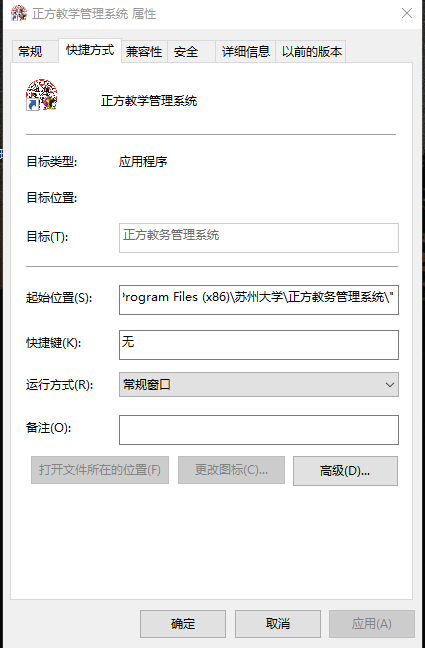 正方教学管理系统 属性
常规 快捷方式 兼容性 安全 详细信息 以前的版本
正方教学管理系统
目标类型: 应用程序
目标位置:
目标(T): 正方教务管理系统
起始位置(S): rogram Files (x86)\苏州大学\正方教务管理系统\"
快捷键(K): 无
运行方式(R): 常规窗口
备注(O):
打开文件所在的位置(F) 更改图标(C)... 高级(D)...
确定 取消 应用(A)